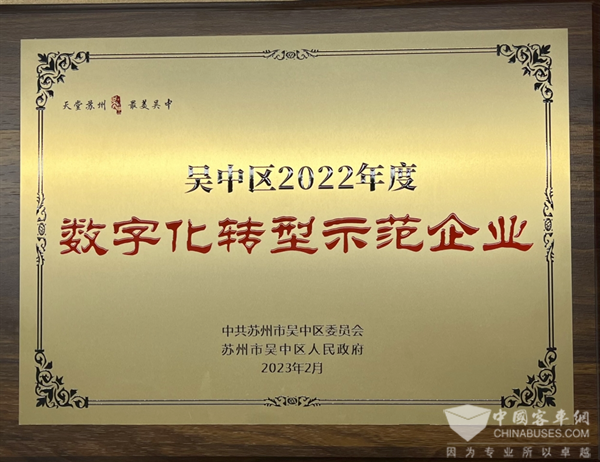 天堂苏州 最美吴中
吴中区2022年度
数字化转型示范企业
中共苏州市吴中区委员会
苏州市吴中区人民政府
2023年2月
中國客車網
CHINABUSES.COM
因为专业所以卓越